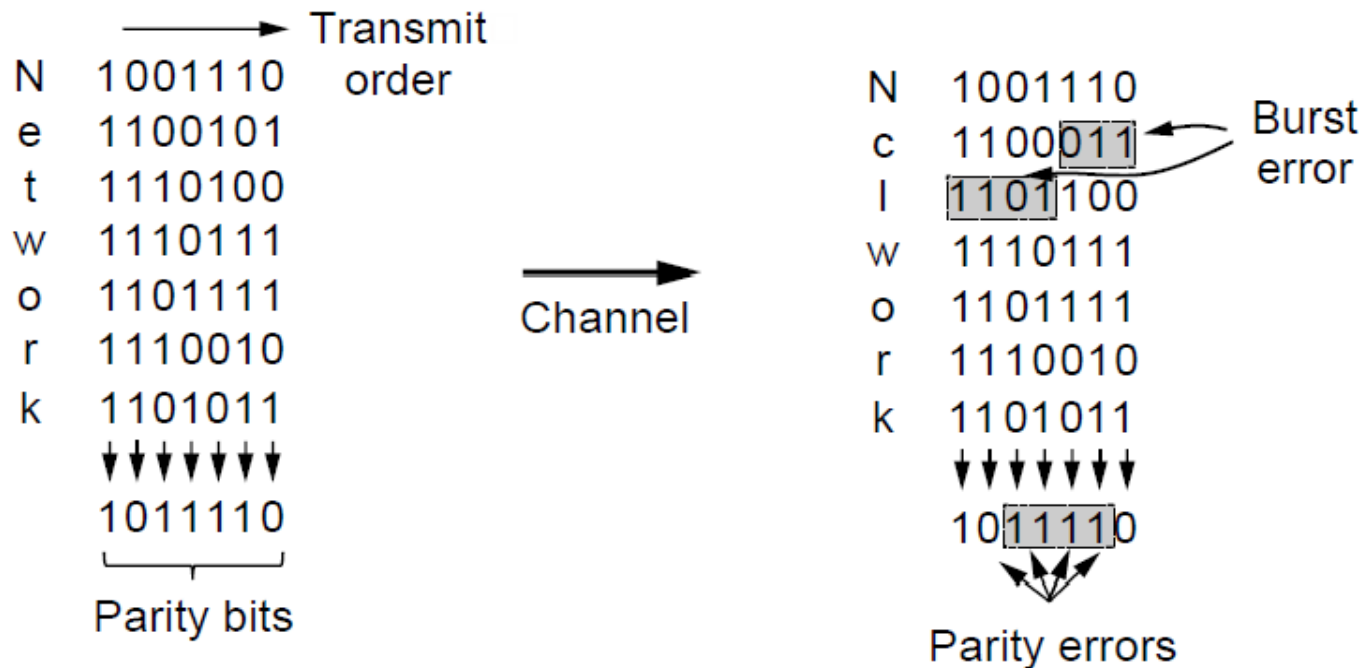 Transmit
order
N 1001110
e 1100101
t 1110100
w 1110111
o 1101111
r 1110010
k 1101011
1011110
Parity bits
Channel
N 1001110
c 1100011
l 1101100
w 1110111
o 1101111
r 1110010
k 1101011
1011110
Burst
error
Parity errors